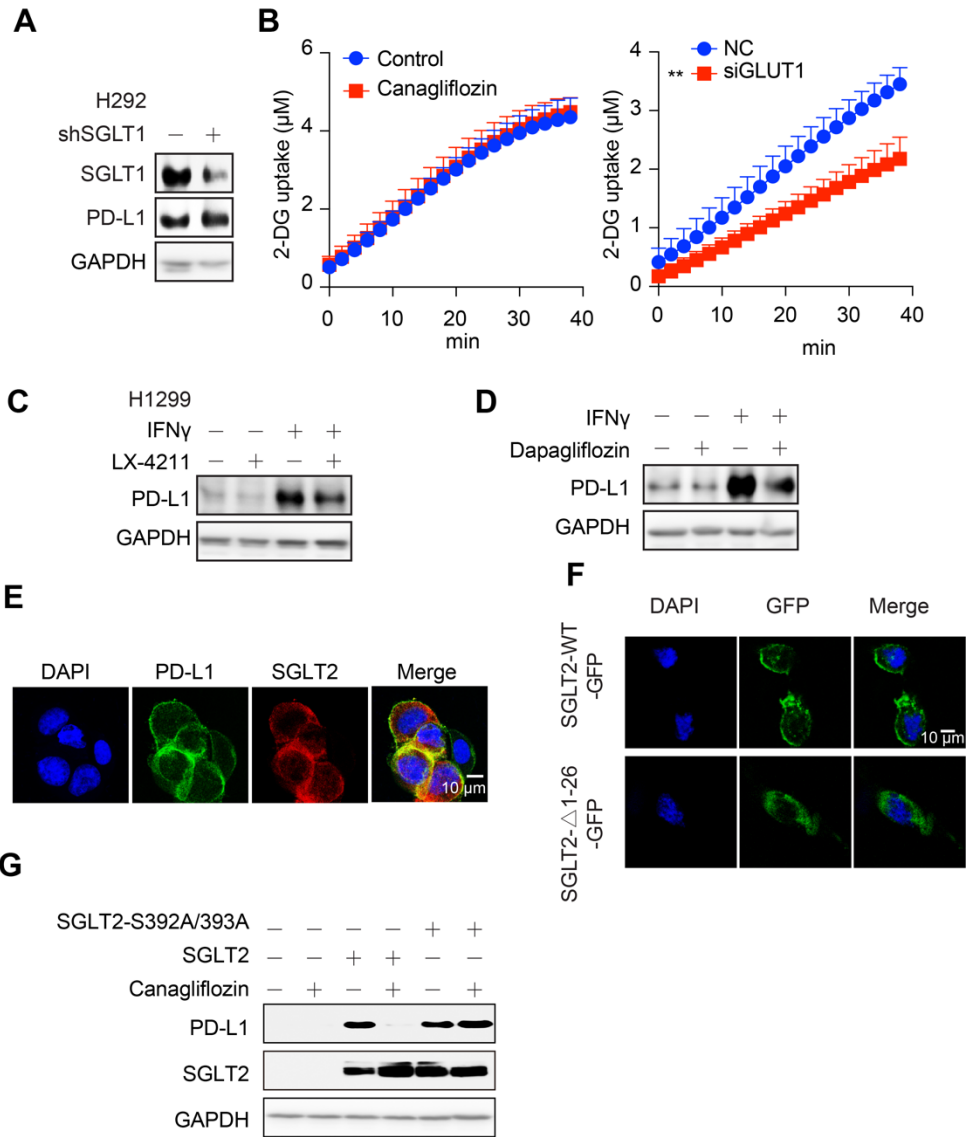 A
H292
shSGLT1 – +
SGLT1
PD-L1
GAPDH
B
6
4
2
0
2-DG uptake (μM)
Control
Canagliflozin
0 10 20 30 40
min
4
3
2
1
0
2-DG uptake (μM)
NC
** siGLUT1
0 10 20 30 40
min
C
H1299
IFNγ – – + +
LX-4211 – + – +
PD-L1
GAPDH
D
IFNγ – – + +
Dapagliflozin – + – +
PD-L1
GAPDH
E
DAPI PD-L1 SGLT2 Merge
10 μm
F
DAPI GFP Merge
SGLT2-WT
-GFP
10 μm
SGLT2-△1-26
-GFP
G
SGLT2-S392A/393A – – – – + +
SGLT2 – – + + – –
Canagliflozin – + – + – +
PD-L1
SGLT2
GAPDH